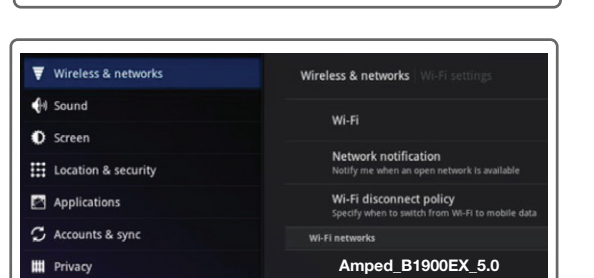 Wireless & networks
Sound
Screen
Location & security
Applications
Accounts & sync
Privacy
Wireless & networks Wi-Fi settings
Wi-Fi
Network notification
Notify me when an open network is available
Wi-Fi disconnect policy
Specify when to switch from Wi-Fi to mobile data
Wi-Fi networks
Amped_B1900EX_5.0